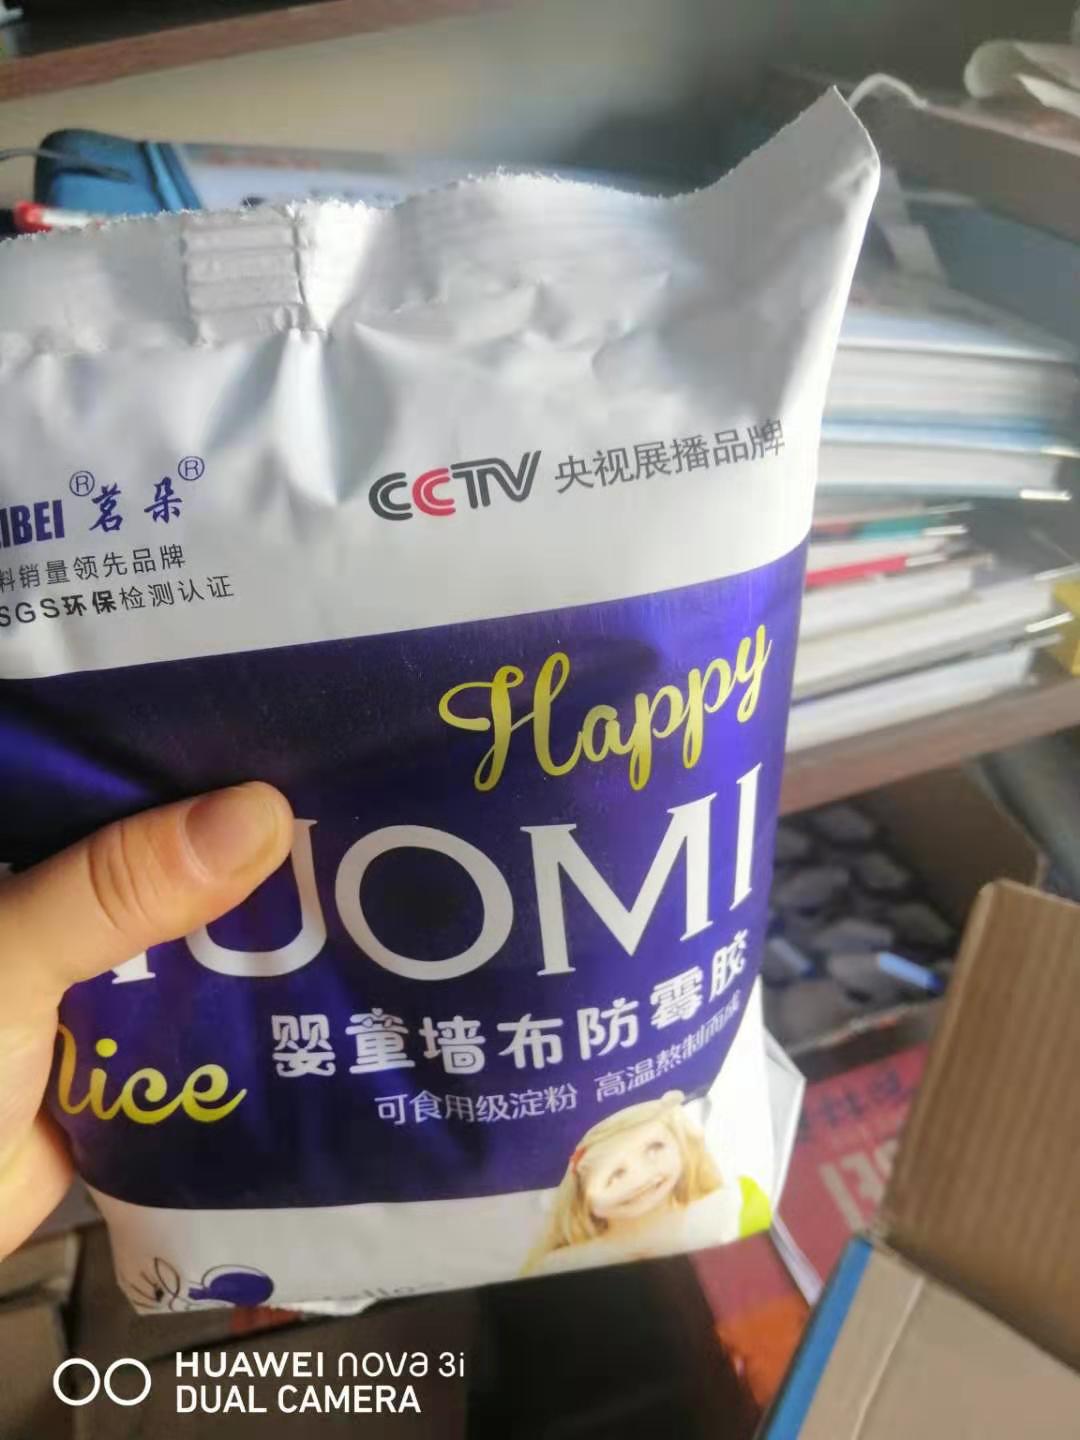 IBEI® 茗朵®
料销量领先品牌
SGS环保检测认证
CCTV 央视展播品牌
Happy
UOMI
婴童墙布防霉胶
可食用级淀粉 高温熬制而成
Nice
HUAWEI nova 3i
DUAL CAMERA